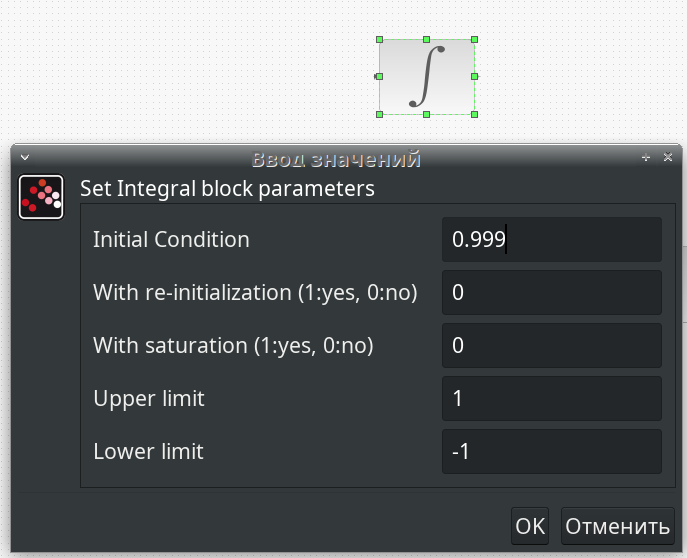 ∫
Ввод значений
Set Integral block parameters
Initial Condition 0.999
With re-initialization (1:yes, 0:no) 0
With saturation (1:yes, 0:no) 0
Upper limit 1
Lower limit -1
OK Отменить